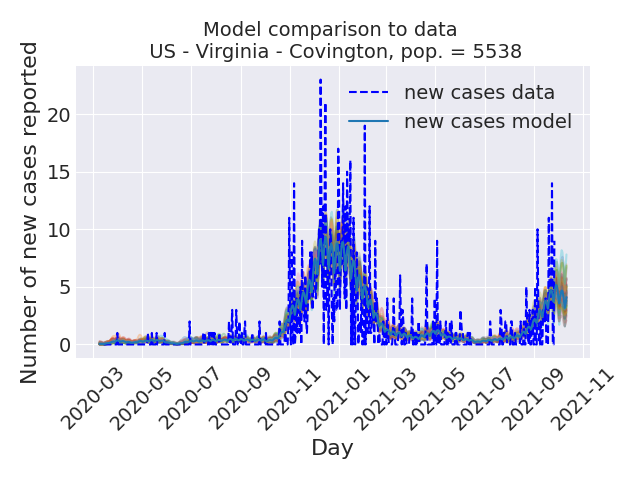 Model comparison to data
US - Virginia - Covington, pop. = 5538
Number of new cases reported
20
15
10
5
0
new cases data
new cases model
2020-03
2020-05
2020-07
2020-09
2020-11
2021-01
2021-03
2021-05
2021-07
2021-09
2021-11
Day